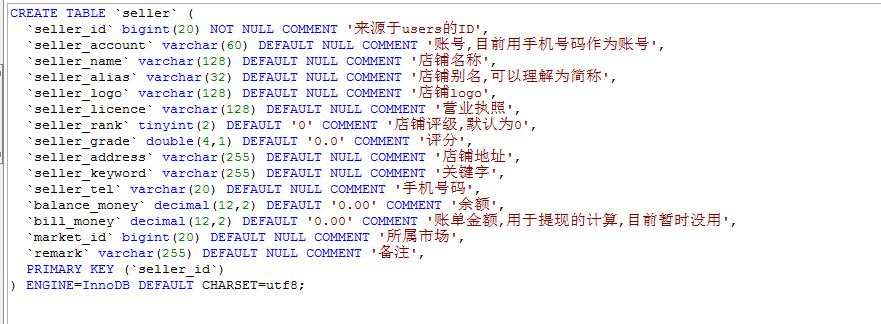 CREATE TABLE `seller` (
  `seller_id` bigint(20) NOT NULL COMMENT '来源于users的ID',
  `seller_account` varchar(60) DEFAULT NULL COMMENT '账号,目前用手机号码作为账号',
  `seller_name` varchar(128) DEFAULT NULL COMMENT '店铺名称',
  `seller_alias` varchar(32) DEFAULT NULL COMMENT '店铺别名,可以理解为简称',
  `seller_logo` varchar(128) DEFAULT NULL COMMENT '店铺logo',
  `seller_licence` varchar(128) DEFAULT NULL COMMENT '营业执照',
  `seller_rank` tinyint(2) DEFAULT '0' COMMENT '店铺评级,默认为0',
  `seller_grade` double(4,1) DEFAULT '0.0' COMMENT '评分',
  `seller_address` varchar(255) DEFAULT NULL COMMENT '店铺地址',
  `seller_keyword` varchar(255) DEFAULT NULL COMMENT '关键字',
  `seller_tel` varchar(20) DEFAULT NULL COMMENT '手机号码',
  `balance_money` decimal(12,2) DEFAULT '0.00' COMMENT '余额',
  `bill_money` decimal(12,2) DEFAULT '0.00' COMMENT '账单金额,用于提现的计算,目前暂时没用',
  `market_id` bigint(20) DEFAULT NULL COMMENT '所属市场',
  `remark` varchar(255) DEFAULT NULL COMMENT '备注',
  PRIMARY KEY (`seller_id`)
) ENGINE=InnoDB DEFAULT CHARSET=utf8;